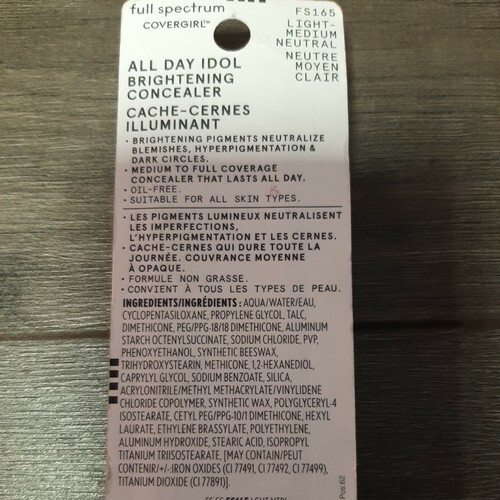 full spectrum
COVERGIRL™
FS165
LIGHT-
MEDIUM
NEUTRAL
NEUTRE
MOYEN
CLAIR
ALL DAY IDOL
BRIGHTENING
CONCEALER
CACHE-CERNES
ILLUMINANT
• BRIGHTENING PIGMENTS NEUTRALIZE
BLEMISHES, HYPERPIGMENTATION &
DARK CIRCLES.
• MEDIUM TO FULL COVERAGE
CONCEALER THAT LASTS ALL DAY.
• OIL-FREE.
• SUITABLE FOR ALL SKIN TYPES.
• LES PIGMENTS LUMINEUX NEUTRALISENT
LES IMPERFECTIONS,
L'HYPERPIGMENTATION ET LES CERNES.
• CACHE-CERNES QUI DURE TOUTE LA
JOURNÉE. COUVRANCE MOYENNE
À OPAQUE.
• FORMULE NON GRASSE.
• CONVIENT À TOUS LES TYPES DE PEAU.
INGREDIENTS/INGRÉDIENTS: AQUA/WATER/EAU,
CYCLOPENTASILOXANE, PROPYLENE GLYCOL, TALC,
DIMETHICONE, PEG/PPG-18/18 DIMETHICONE, ALUMINUM
STARCH OCTENYLSUCCINATE, SODIUM CHLORIDE, PVP,
PHENOXYETHANOL, SYNTHETIC BEESWAX,
TRIHYDROXYSTEARIN, METHICONE, 1,2-HEXANEDIOL,
CAPRYLYL GLYCOL, SODIUM BENZOATE, SILICA,
ACRYLONITRILE/METHYL METHACRYLATE/VINYLIDENE
CHLORIDE COPOLYMER, SYNTHETIC WAX, POLYGLYCERYL-4
ISOSTEARATE, CETYL PEG/PPG-10/1 DIMETHICONE, HEXYL
LAURATE, ETHYLENE BRASSYLATE, POLYETHYLENE,
ALUMINUM HYDROXIDE, STEARIC ACID, ISOPROPYL
TITANIUM TRIISOSTEARATE, [MAY CONTAIN/PEUT
CONTENIR/+/-:IRON OXIDES (CI 77491, CI 77492, CI 77499),
TITANIUM DIOXIDE (CI 77891)].
Pos:62